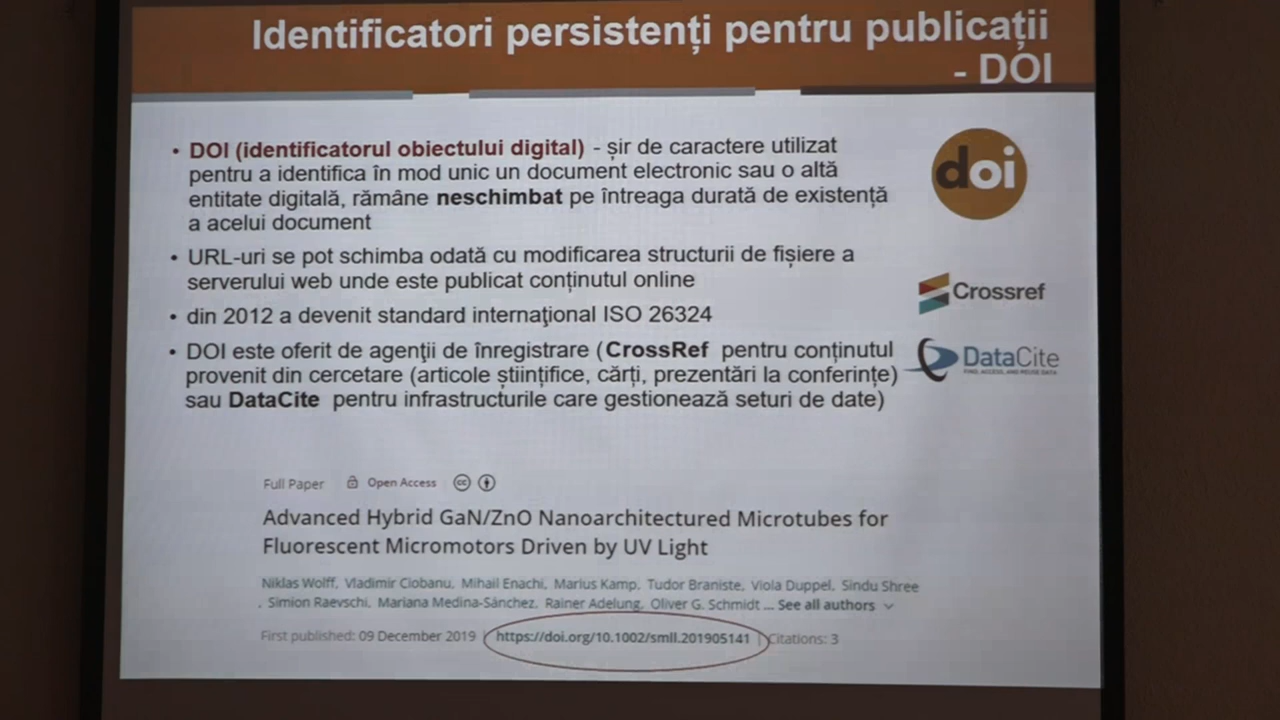 Identificatori persistenți pentru publicații
- DOI
• DOI (identificatorul obiectului digital) - șir de caractere utilizat
pentru a identifica în mod unic un document electronic sau o altă
entitate digitală, rămâne neschimbat pe întreaga durată de existență
a acelui document
doi
• URL-uri se pot schimba odată cu modificarea structurii de fișiere a
serverului web unde este publicat conținutul online
Crossref
• din 2012 a devenit standard internaţional ISO 26324
• DOI este oferit de agenţii de înregistrare (CrossRef pentru conținutul
provenit din cercetare (articole științifice, cărți, prezentări la conferințe)
sau DataCite pentru infrastructurile care gestionează seturi de date)
DataCite
FIND, ACCESS, AND REUSE DATA
Full Paper Open Access cc
Advanced Hybrid GaN/ZnO Nanoarchitectured Microtubes for
Fluorescent Micromotors Driven by UV Light
Niklas Wolff, Vladimir Ciobanu, Mihail Enachi, Marius Kamp, Tudor Braniste, Viola Duppel, Sindu Shree
, Simion Raevschi, Mariana Medina-Sánchez, Rainer Adelung, Oliver G. Schmidt ... See all authors
First published: 09 December 2019 | https://doi.org/10.1002/smll.201905141 | Citations: 3